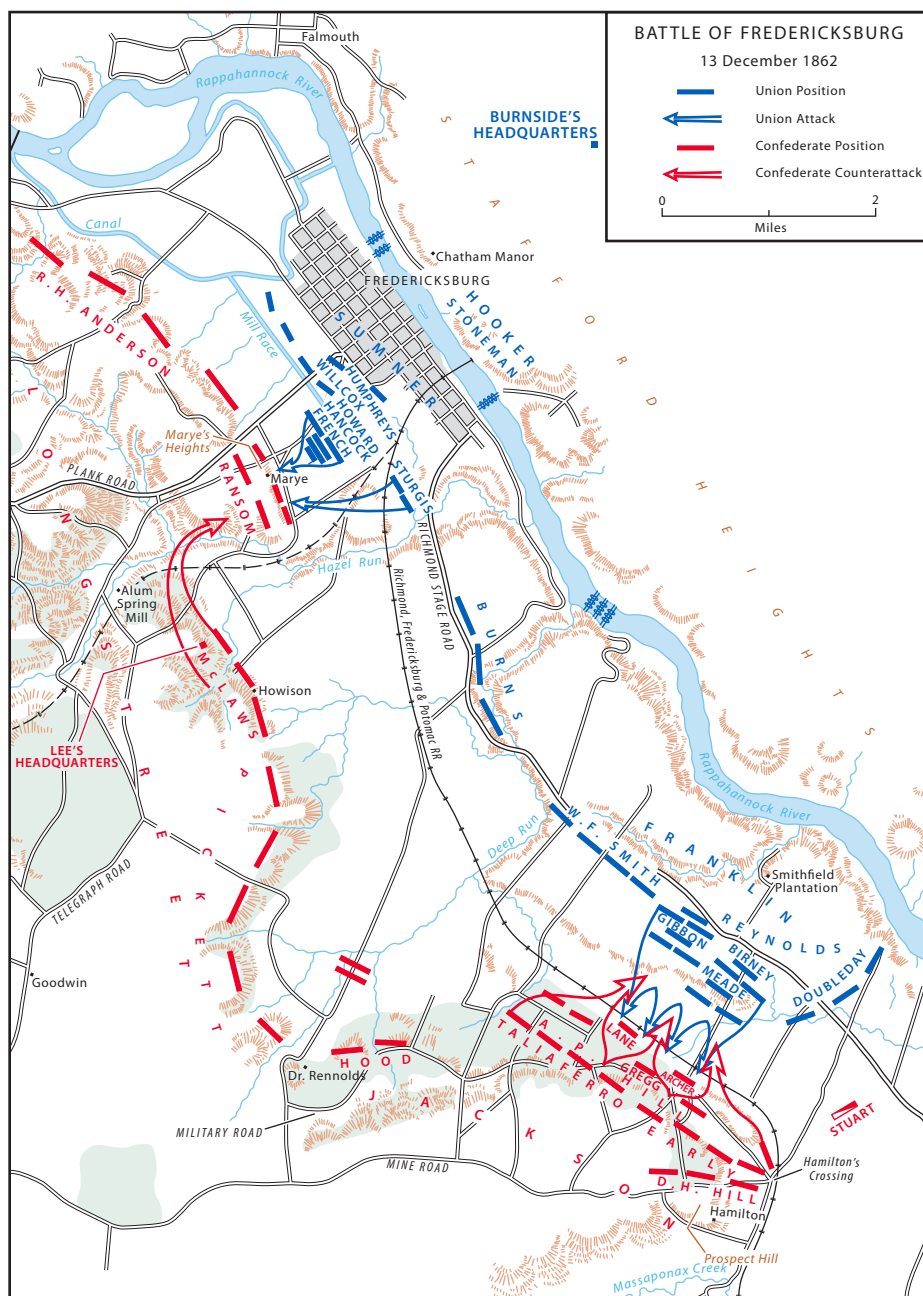 BATTLE OF FREDERICKSBURG
13 December 1862
Union Position
Union Attack
Confederate Position
Confederate Counterattack
0
2
Miles
Falmouth
Rappahannock River
BURNSIDE'S
HEADQUARTERS
STAFFORD HEIGHTS
Canal
Chatham Manor
FREDERICKSBURG
R.H. ANDERSON
Mill Race
SUMNER
HOOKER
STONEMAN
HUMPHREYS
WILLCOX
HOWARD
HANCOCK
FRENCH
Marye's
Heights
PLANK ROAD
Marye
RANSOM
STURGIS
LONGSTREET
Hazel Run
RICHMOND STAGE ROAD
Richmond, Fredericksburg & Potomac RR
Alum
Spring
Mill
BURNS
McLAWS
Howison
LEE'S
HEADQUARTERS
PICKETT
Rappahannock River
TELEGRAPH ROAD
Deep Run
W.F. SMITH
FRANKLIN
Smithfield
Plantation
REYNOLDS
GIBBON
BIRNEY
MEADE
DOUBLEDAY
Goodwin
LANE
A.P. HILL
TALIAFERRO
GREGG
ARCHER
HOOD
Dr. Rennolds
JACKSON
STUART
MILITARY ROAD
EARLY
MINE ROAD
Hamilton's
Crossing
D.H. HILL
Hamilton
Prospect Hill
Massaponax Creek